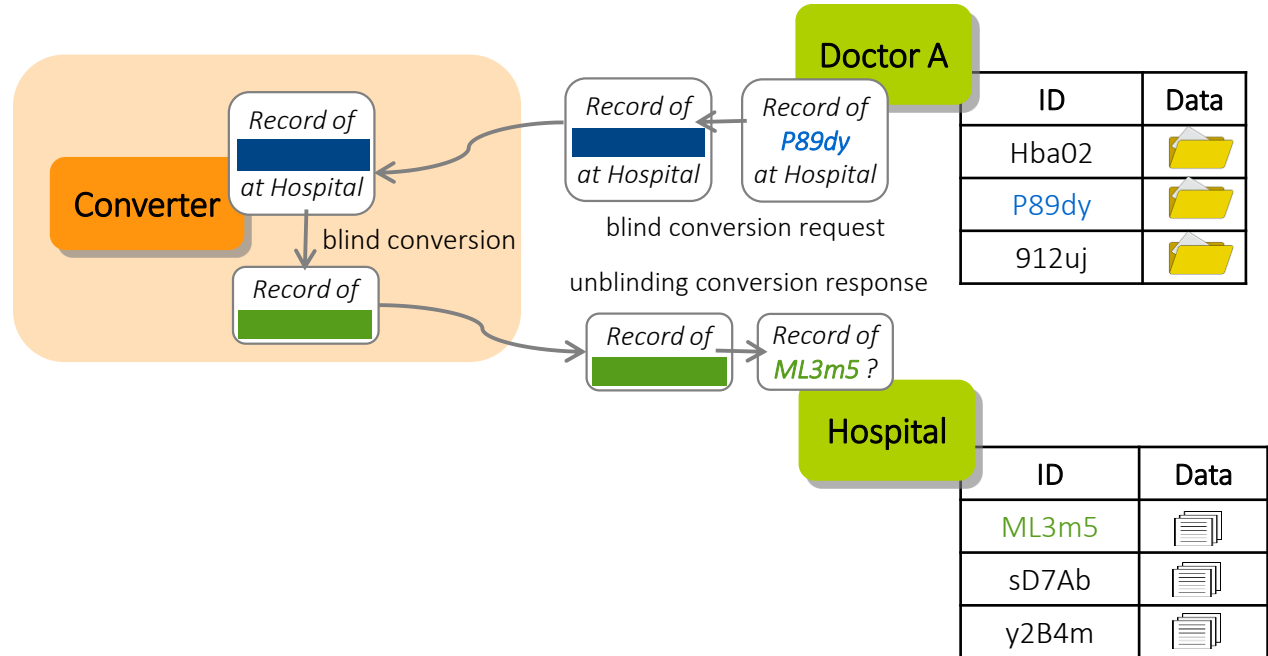 Doctor A
ID Data
Hba02
P89dy
912uj
Record of
P89dy
at Hospital
Record of
at Hospital
blind conversion request
Record of
at Hospital
Converter
blind conversion
Record of
unblinding conversion response
Record of
Record of
ML3m5 ?
Hospital
ID Data
ML3m5
sD7Ab
y2B4m